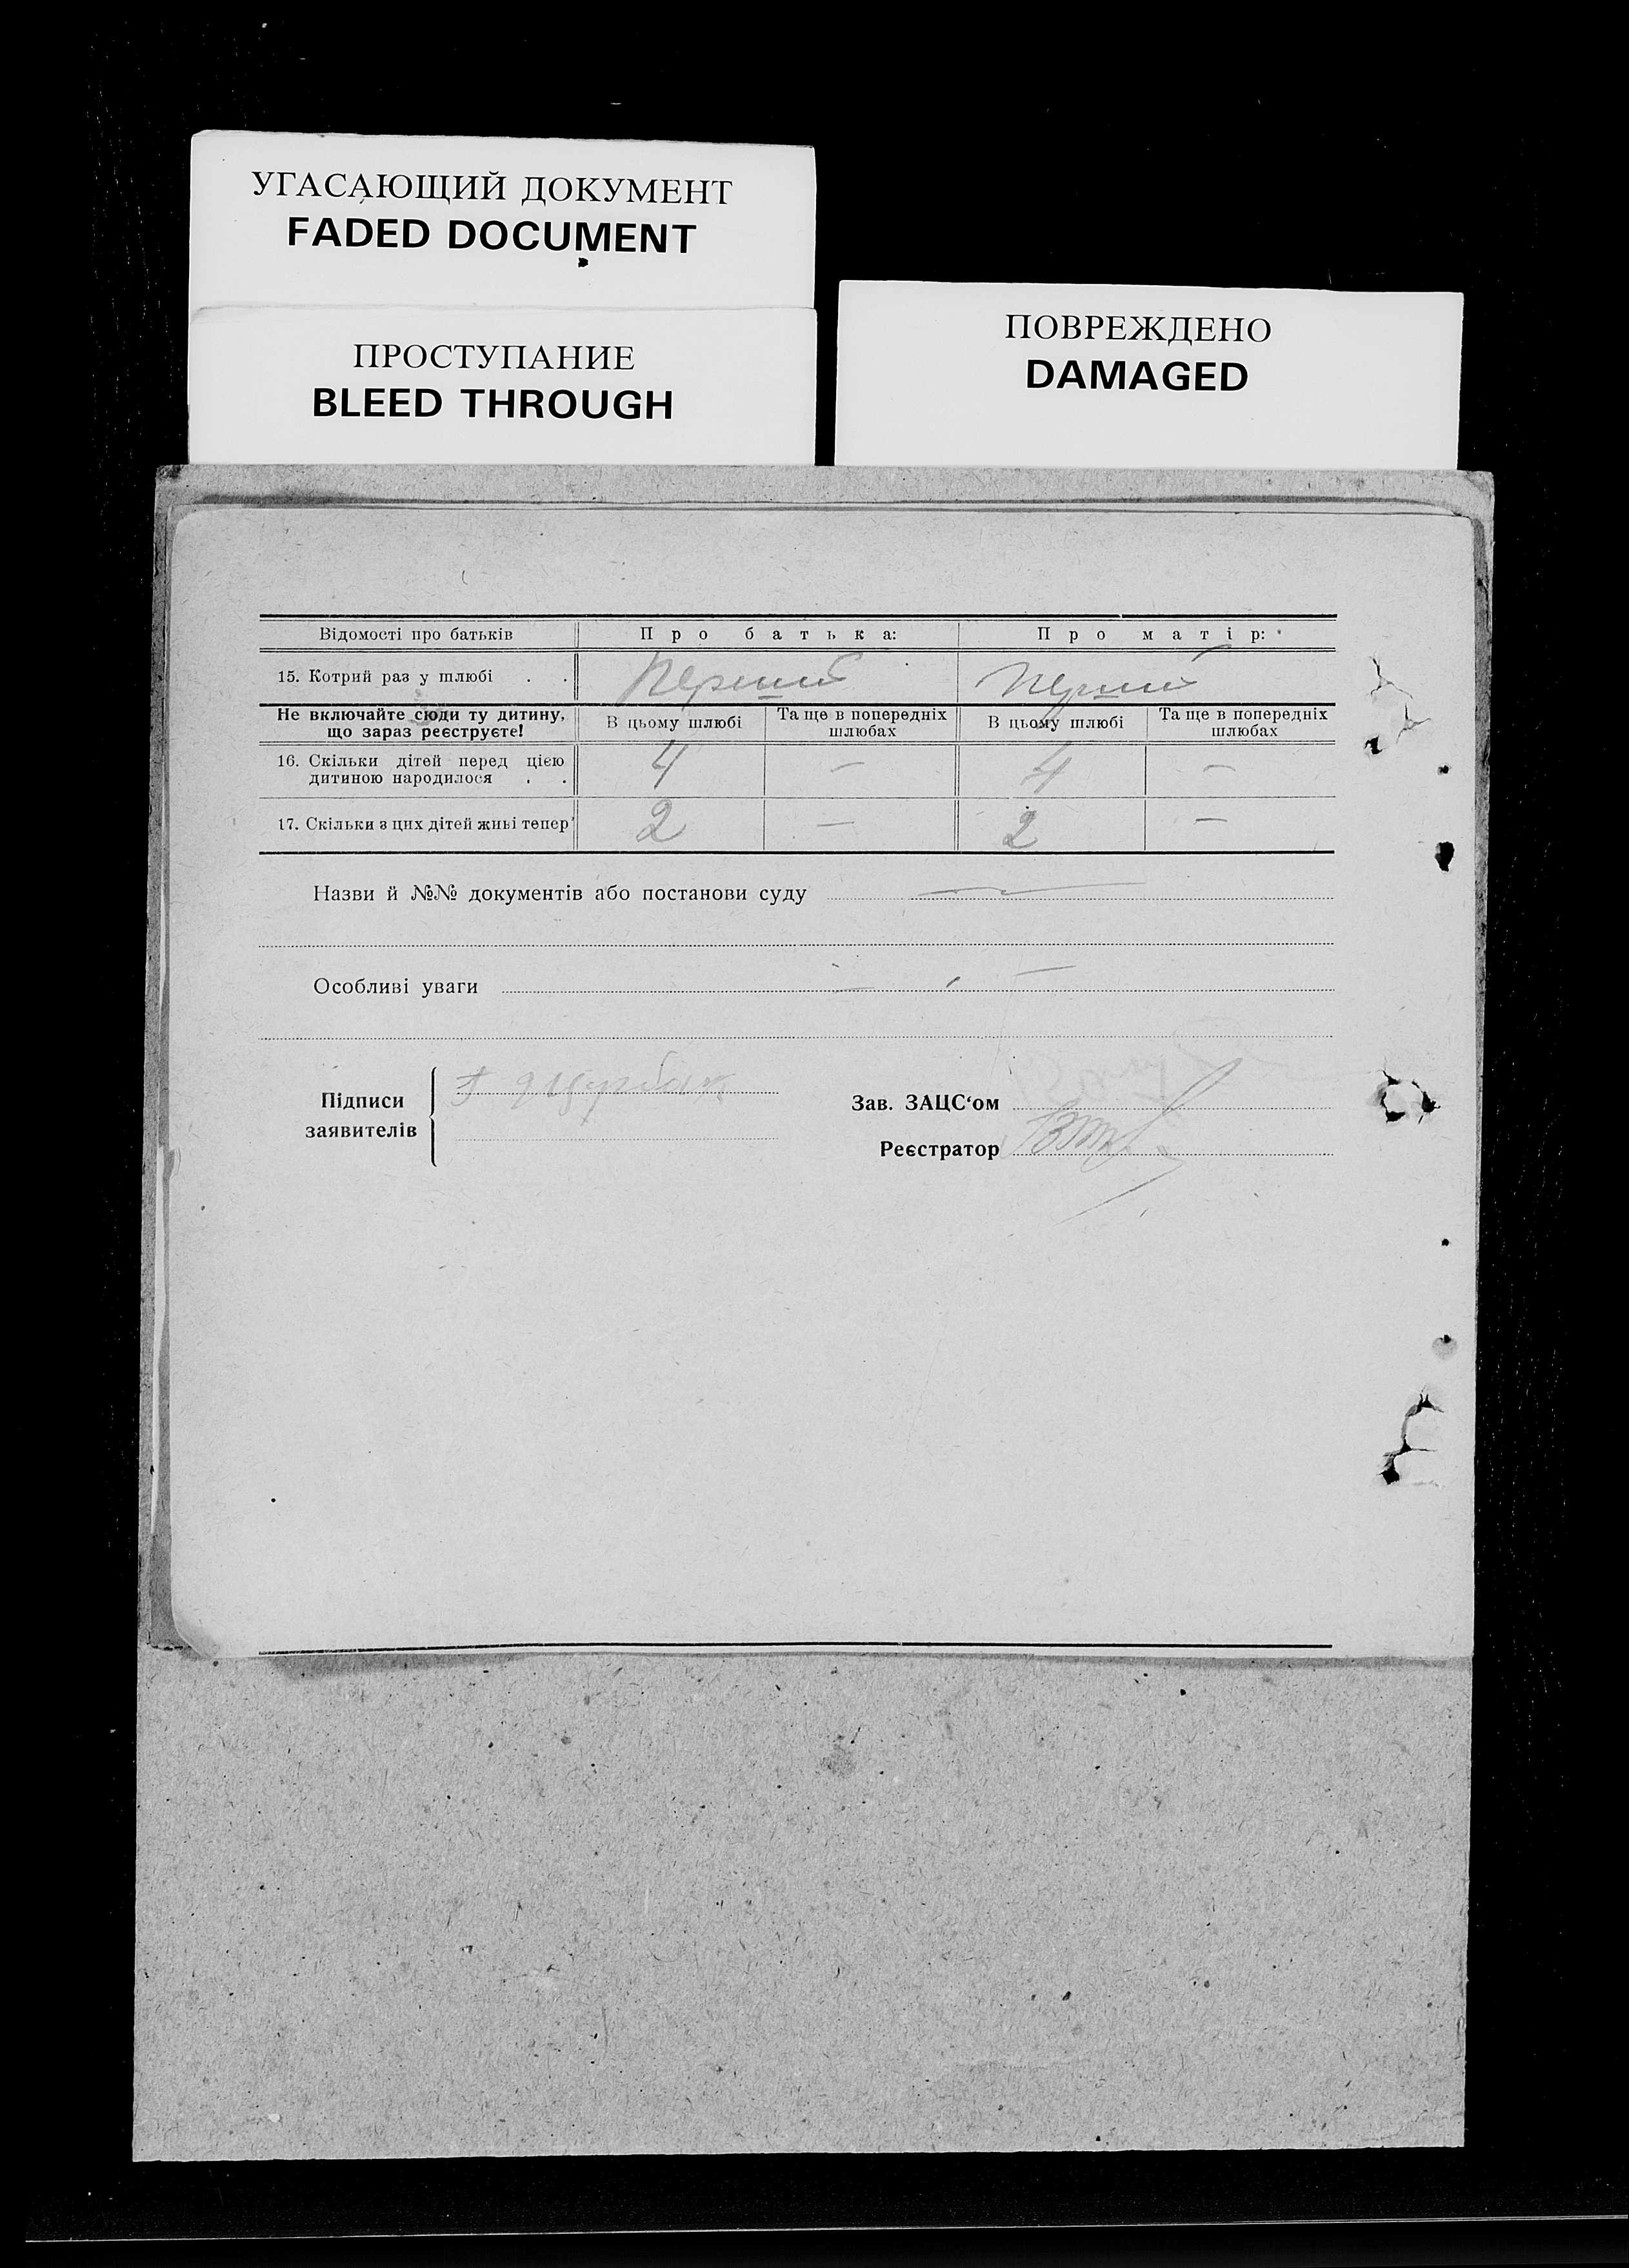 УГАСАЮЩИЙ ДОКУМЕНТ
FADED DOCUMENT
ПРОСТУПАНИЕ
BLEED THROUGH
ПОВРЕЖДЕНО
DAMAGED
Відомості про батьків Про батька: Про матір:
15. Котрий раз у шлюбі . . Перший Перший
Не включайте сюди ту дитину, що зараз реєструєте! В цьому шлюбі Та ще в попередніх шлюбах В цьому шлюбі Та ще в попередніх шлюбах
16. Скільки дітей перед цією
дитиною народилося . . 4 — 4 —
17. Скільки з цих дітей живі тепер 2 — 2 —
Назви й №№ документів або постанови суду
Особливі уваги
Підписи
заявителів
Зав. ЗАЦС‘ом
Реєстратор